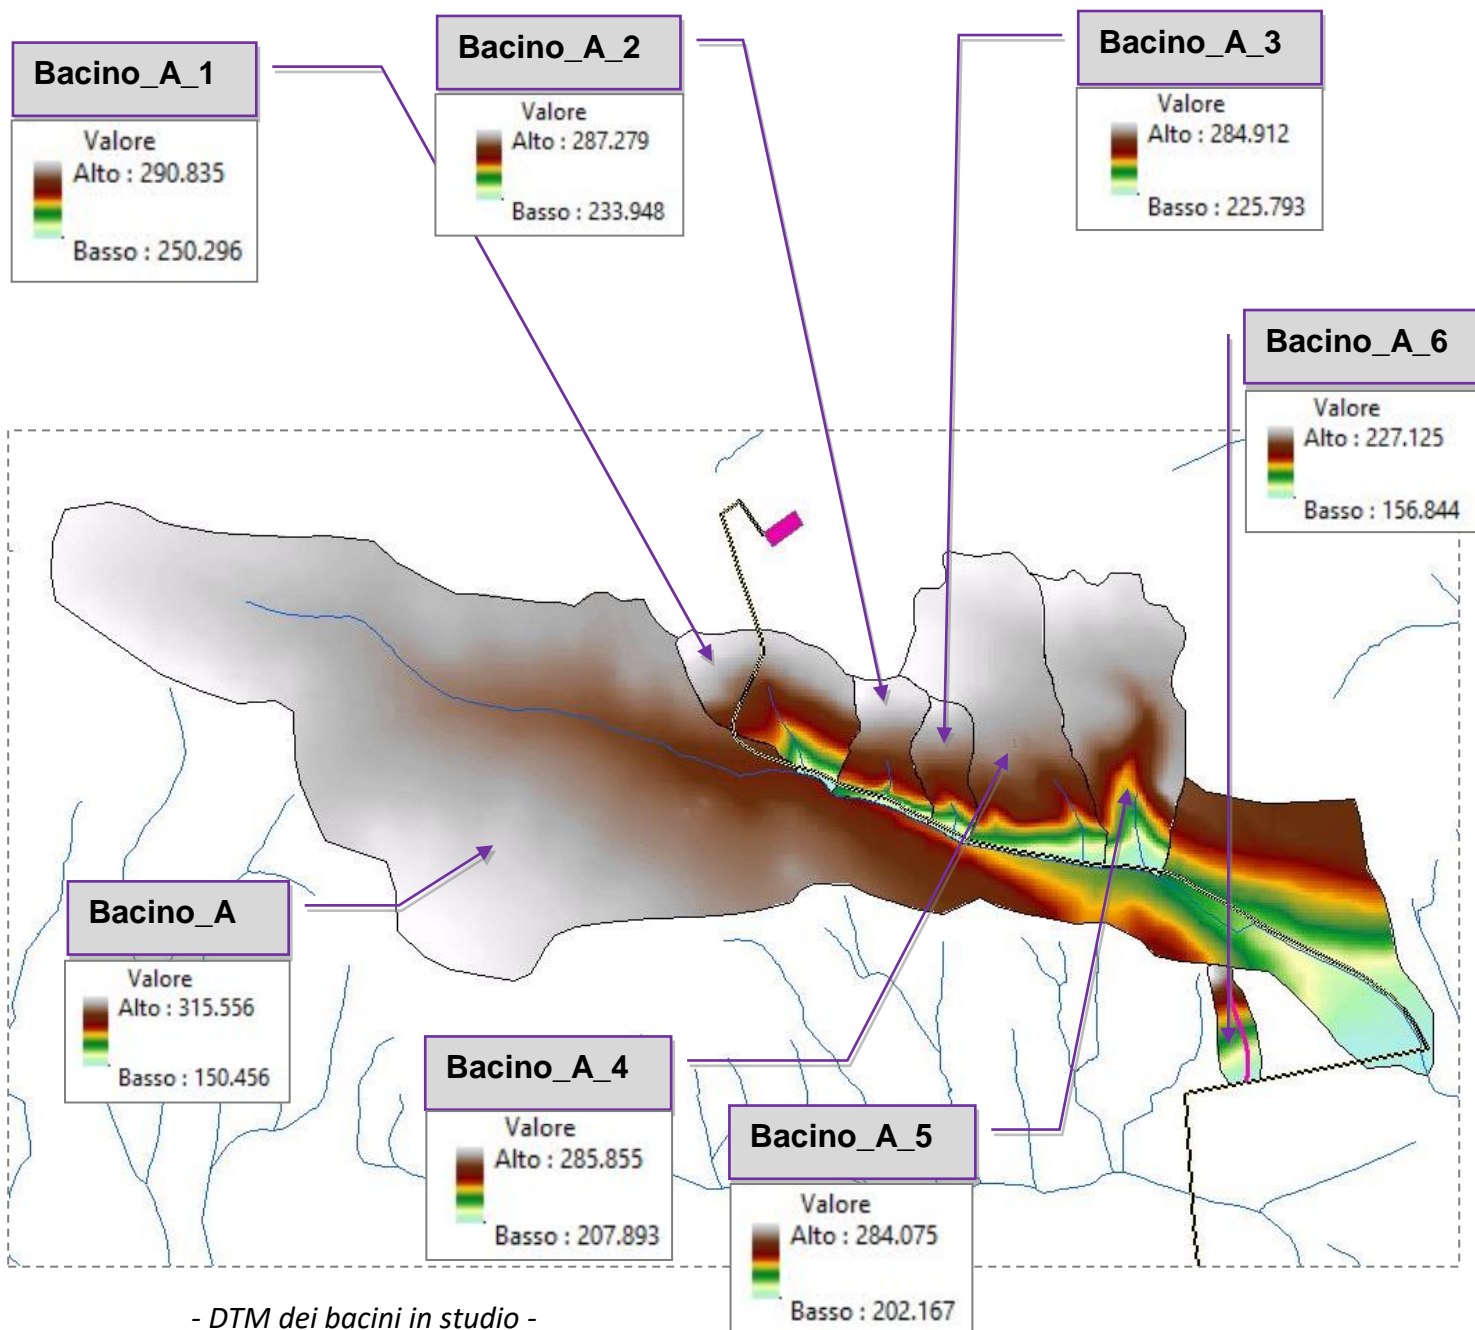 Bacino_A_1
Valore
Alto : 290.835
Basso : 250.296
Bacino_A_2
Valore
Alto : 287.279
Basso : 233.948
Bacino_A_3
Valore
Alto : 284.912
Basso : 225.793
Bacino_A_6
Valore
Alto : 227.125
Basso : 156.844
Bacino_A
Valore
Alto : 315.556
Basso : 150.456
Bacino_A_4
Valore
Alto : 285.855
Basso : 207.893
Bacino_A_5
Valore
Alto : 284.075
Basso : 202.167
- DTM dei bacini in studio -